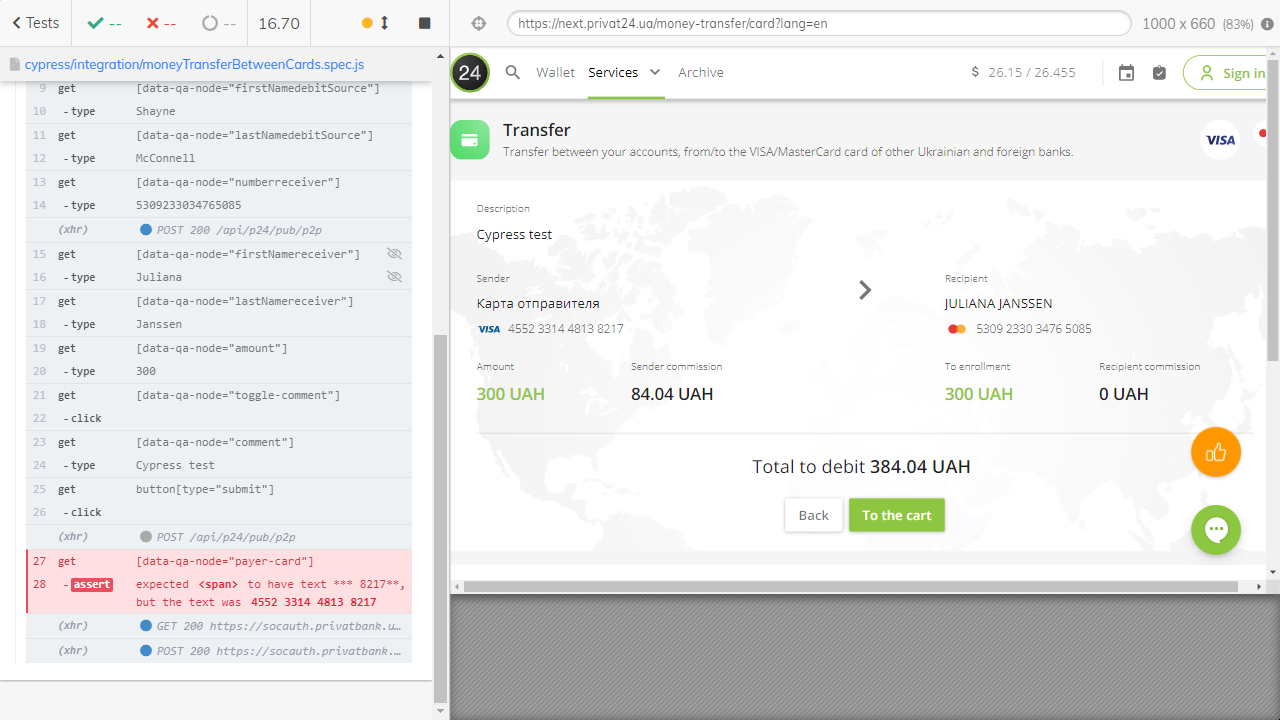 Tests
--
--
--
16.70
https://next.privat24.ua/money-transfer/card?lang=en
1000 x 660 (83%)
cypress/integration/moneyTransferBetweenCards.spec.js
9 get [data-qa-node="firstNamedebitSource"]
10 -type Shayne
11 get [data-qa-node="lastNamedebitSource"]
12 -type McConnell
13 get [data-qa-node="numberreceiver"]
14 -type 5309233034765085
(xhr) POST 200 /api/p24/pub/p2p
15 get [data-qa-node="firstNamereceiver"]
16 -type Juliana
17 get [data-qa-node="lastNamereceiver"]
18 -type Janssen
19 get [data-qa-node="amount"]
20 -type 300
21 get [data-qa-node="toggle-comment"]
22 -click
23 get [data-qa-node="comment"]
24 -type Cypress test
25 get button[type="submit"]
26 -click
(xhr) POST /api/p24/pub/p2p
27 get [data-qa-node="payer-card"]
28 -assert expected <span> to have text *** 8217**,
but the text was 4552 3314 4813 8217
(xhr) GET 200 https://socauth.privatbank.u…
(xhr) POST 200 https://socauth.privatbank.…
24
Wallet
Services
Archive
$ 26.15 / 26.455
Sign in
Transfer
Transfer between your accounts, from/to the VISA/MasterCard card of other Ukrainian and foreign banks.
VISA
Description
Cypress test
Sender
Карта отправителя
VISA 4552 3314 4813 8217
Recipient
JULIANA JANSSEN
5309 2330 3476 5085
Amount
300 UAH
Sender commission
84.04 UAH
To enrollment
300 UAH
Recipient commission
0 UAH
Total to debit 384.04 UAH
Back
To the cart